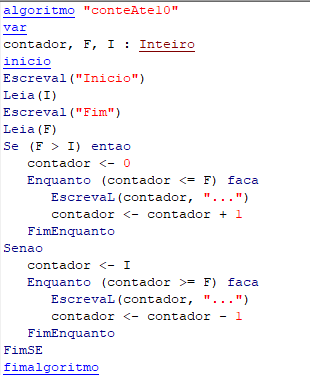 algoritmo "conteAte10"
var
contador, F, I : Inteiro
inicio
Escreval("Inicio")
Leia(I)
Escreval("Fim")
Leia(F)
Se (F > I) entao
   contador <- 0
   Enquanto (contador <= F) faca
      EscrevaL(contador, "...")
      contador <- contador + 1
   FimEnquanto
Senao
   contador <- I
   Enquanto (contador >= F) faca
      EscrevaL(contador, "...")
      contador <- contador - 1
   FimEnquanto
FimSE
fimalgoritmo